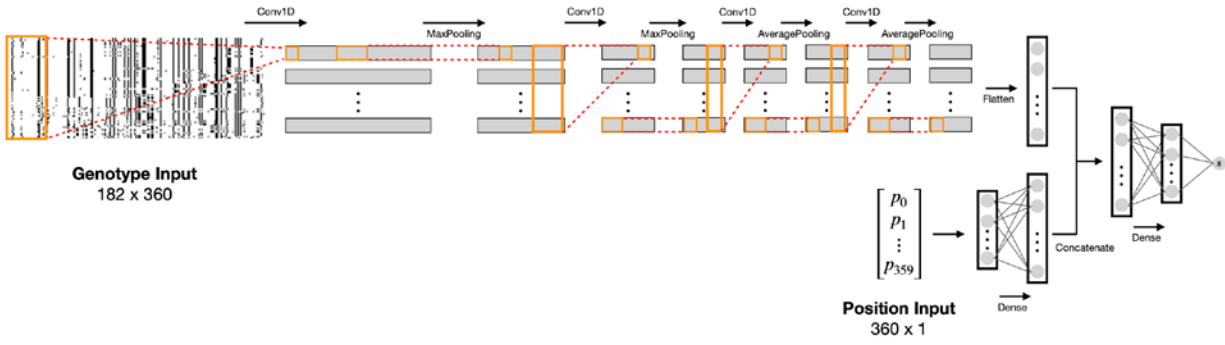 Conv1D
MaxPooling
Conv1D
MaxPooling
Conv1D
AveragePooling
Conv1D
AveragePooling
Flatten
Genotype Input
182 x 360
p0
p1
⋮
p359
Position Input
360 x 1
Dense
Concatenate
Dense
s